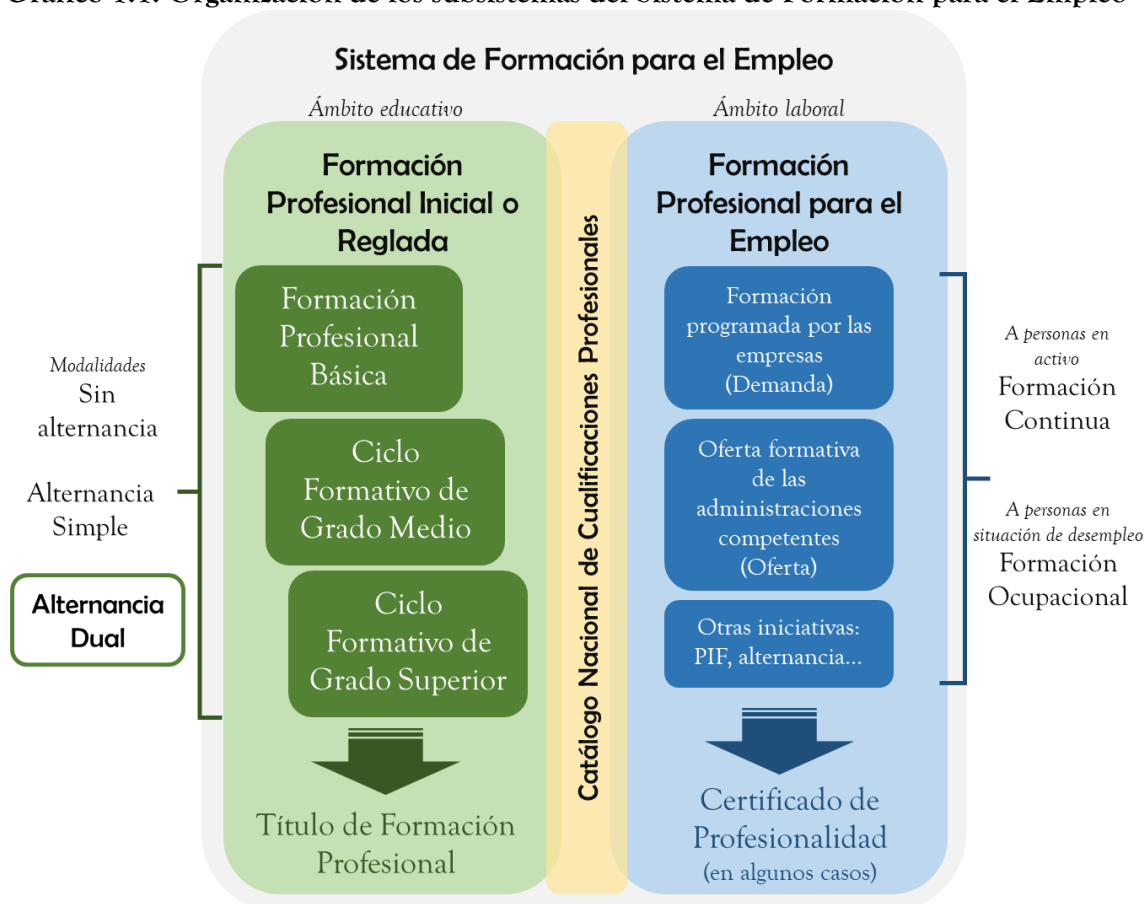 Gráfico 1.1. Organización de los subsistemas del Sistema de Formación para el Empleo
Sistema de Formación para el Empleo
Ámbito educativo
Ámbito laboral
Formación
Profesional Inicial o
Reglada
Formación
Profesional
Básica
Ciclo
Formativo de
Grado Medio
Ciclo
Formativo de
Grado Superior
Título de Formación
Profesional
Modalidades
Sin
alternancia
Alternancia
Simple
Alternancia
Dual
Catálogo Nacional de Cualificaciones Profesionales
Formación
Profesional para el
Empleo
Formación
programada por las
empresas
(Demanda)
Oferta formativa
de las
administraciones
competentes
(Oferta)
Otras iniciativas:
PIF, alternancia...
Certificado de
Profesionalidad
(en algunos casos)
A personas en
activo
Formación
Continua
A personas en
situación de desempleo
Formación
Ocupacional